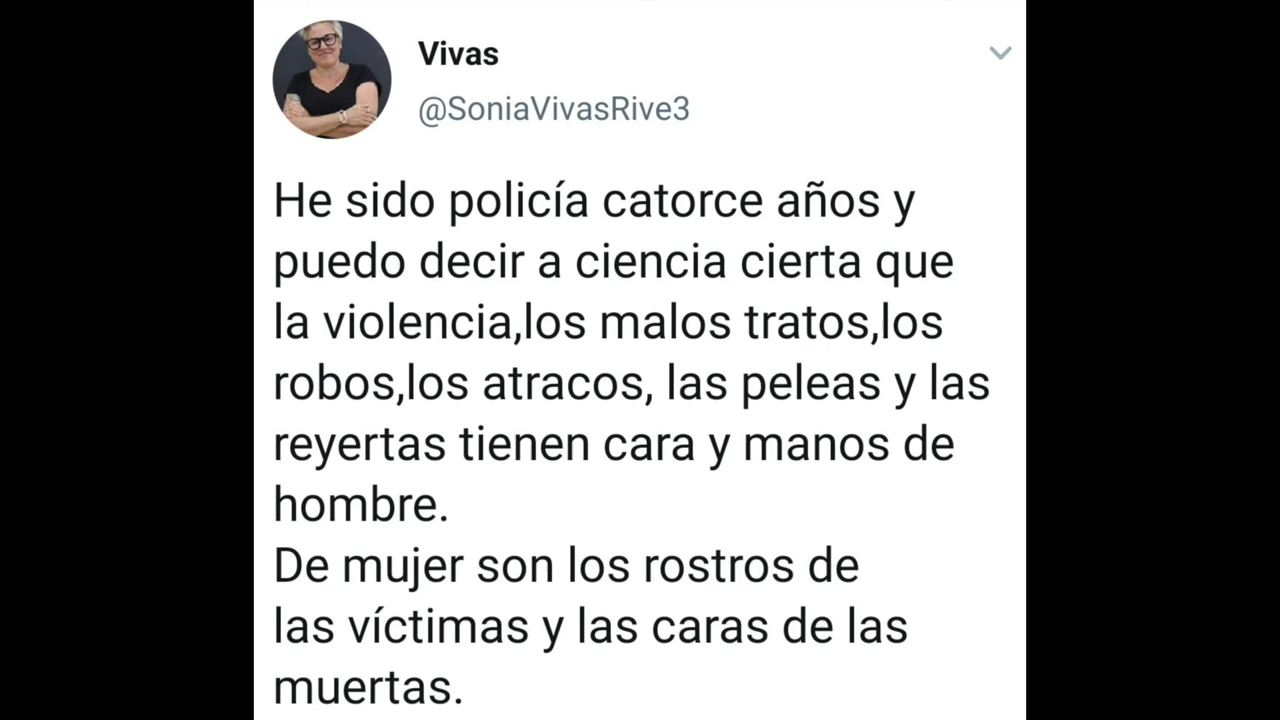 Vivas
@SoniaVivasRive3
He sido policía catorce años y
puedo decir a ciencia cierta que
la violencia,los malos tratos,los
robos,los atracos, las peleas y las
reyertas tienen cara y manos de
hombre.
De mujer son los rostros de
las víctimas y las caras de las
muertas.